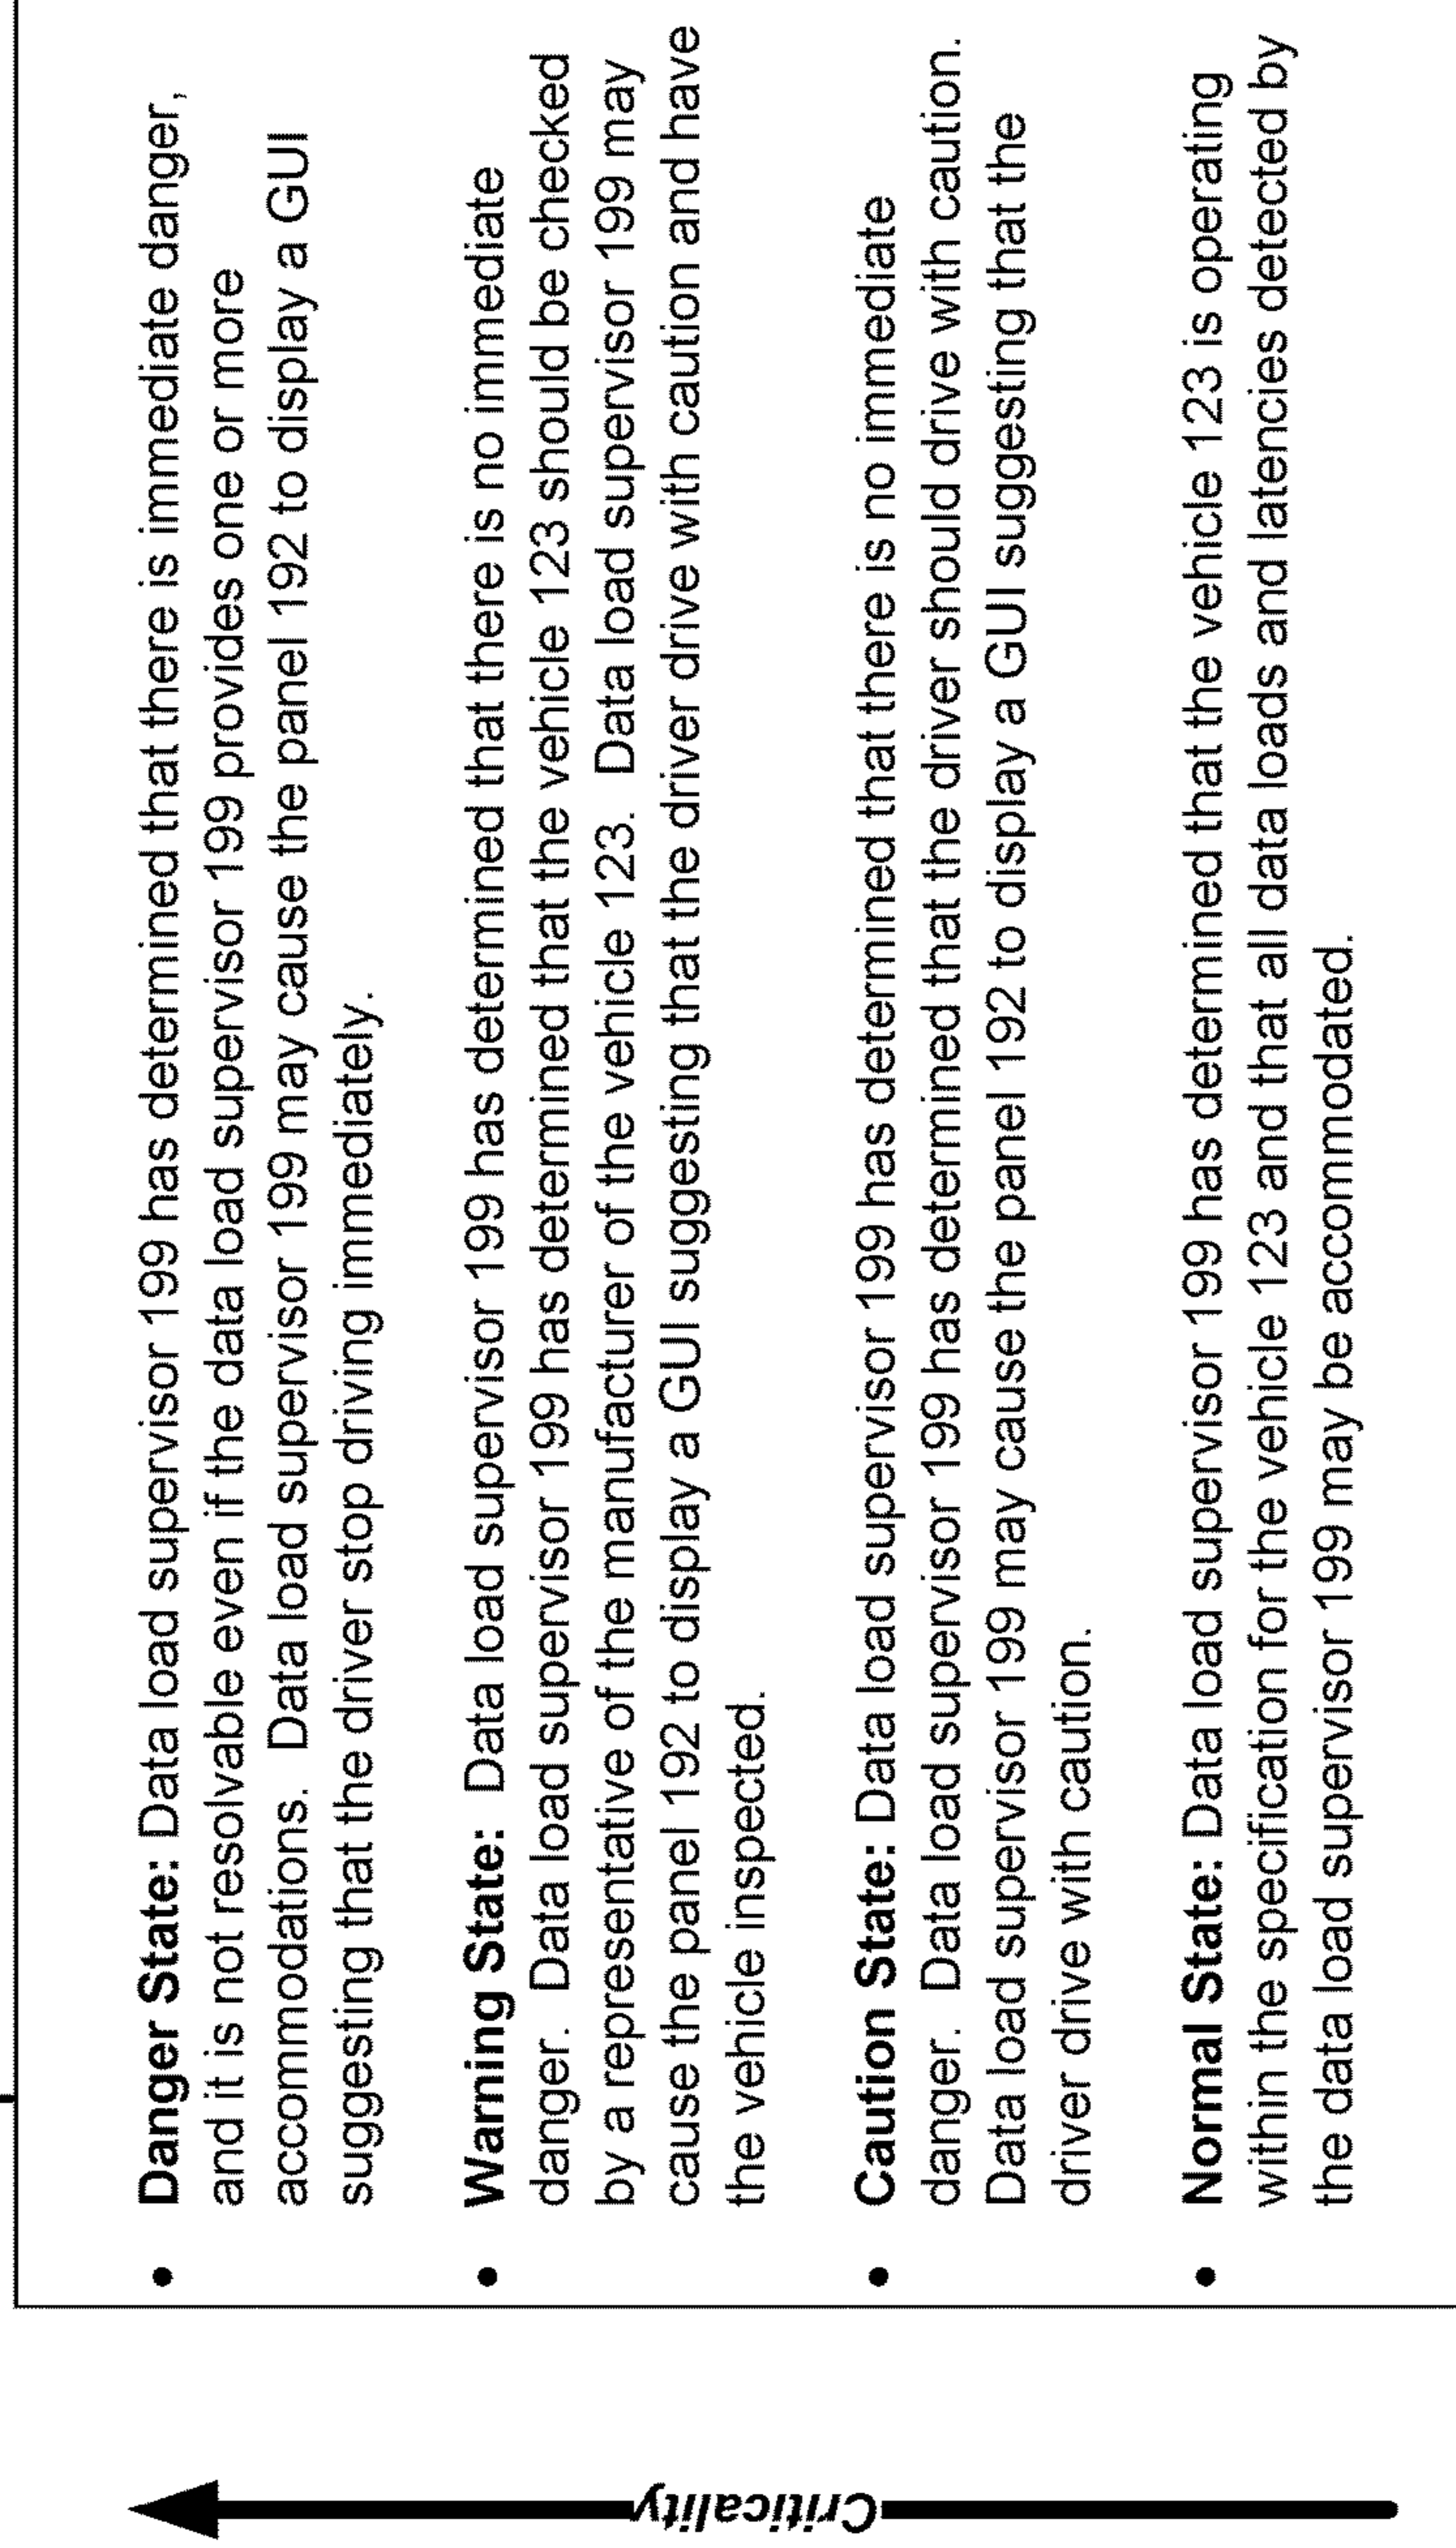 • Danger State: Data load supervisor 199 has determined that there is immediate danger,
and it is not resolvable even if the data load supervisor 199 provides one or more
accommodations. Data load supervisor 199 may cause the panel 192 to display a GUI
suggesting that the driver stop driving immediately.
• Warning State: Data load supervisor 199 has determined that there is no immediate
danger. Data load supervisor 199 has determined that the vehicle 123 should be checked
by a representative of the manufacturer of the vehicle 123. Data load supervisor 199 may
cause the panel 192 to display a GUI suggesting that the driver drive with caution and have
the vehicle inspected.
• Caution State: Data load supervisor 199 has determined that there is no immediate
danger. Data load supervisor 199 has determined that the driver should drive with caution.
Data load supervisor 199 may cause the panel 192 to display a GUI suggesting that the
driver drive with caution.
• Normal State: Data load supervisor 199 has determined that the vehicle 123 is operating
within the specification for the vehicle 123 and that all data loads and latencies detected by
the data load supervisor 199 may be accommodated.
Criticality